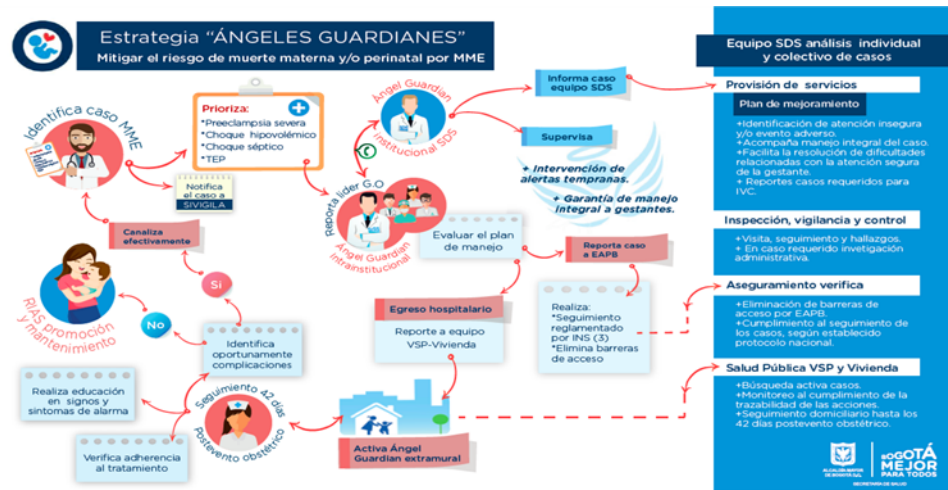 Estrategia "ÁNGELES GUARDIANES"
Mitigar el riesgo de muerte materna y/o perinatal por MME
Identifica caso MME
Prioriza:
*Preeclampsia severa
*Choque hipovolémico
*Choque séptico
*TEP
Notifica
el caso a
SIVIGILA
Ángel Guardian
institucional SDS
Informa caso
equipo SDS
Supervisa
+ Intervención de
alertas tempranas.
+ Garantía de manejo
integral a gestantes.
Reporta líder G.O
Ángel Guardian
intrainstitucional
Evaluar el plan
de manejo
Reporta caso
a EAPB
Realiza:
*Seguimiento
reglamentado
por INS (3)
*Elimina barreras
de acceso
Egreso hospitalario
Reporte a equipo
VSP-Vivienda
Activa Ángel
Guardian extramural
Seguimiento 42 días
Postevento obstétrico
Canaliza
efectivamente
Si
No
Identifica
oportunamente
complicaciones
RIAS promoción
y mantenimiento
Realiza educación
en signos y
sintomas de alarma
Verifica adherencia
al tratamiento
Equipo SDS análisis individual
y colectivo de casos
Provisión de servicios
Plan de mejoramiento
+Identificación de atención insegura
y/o evento adverso.
+Acompaña manejo integral del caso.
+Facilita la resolución de dificultades
relacionadas con la atención segura
de la gestante.
+ Reportes casos requeridos para
IVC.
Inspección, vigilancia y control
+Visita, seguimiento y hallazgos.
+ En caso requerido invetigación
administrativa.
Aseguramiento verifica
+Eliminación de barreras de
acceso por EAPB.
+Cumplimiento al seguimiento de
los casos, según establecido
protocolo nacional.
Salud Pública VSP y Vivienda
+Búsqueda activa casos.
+Monitoreo al cumplimiento de la
trazabilidad de las acciones.
+Seguimiento domiciliario hasta los
42 días postevento obstétrico.
ALCALDÍA MAYOR
DE BOGOTÁ D.C.
SECRETARÍA DE SALUD
BOGOTÁ
MEJOR
PARA TODOS